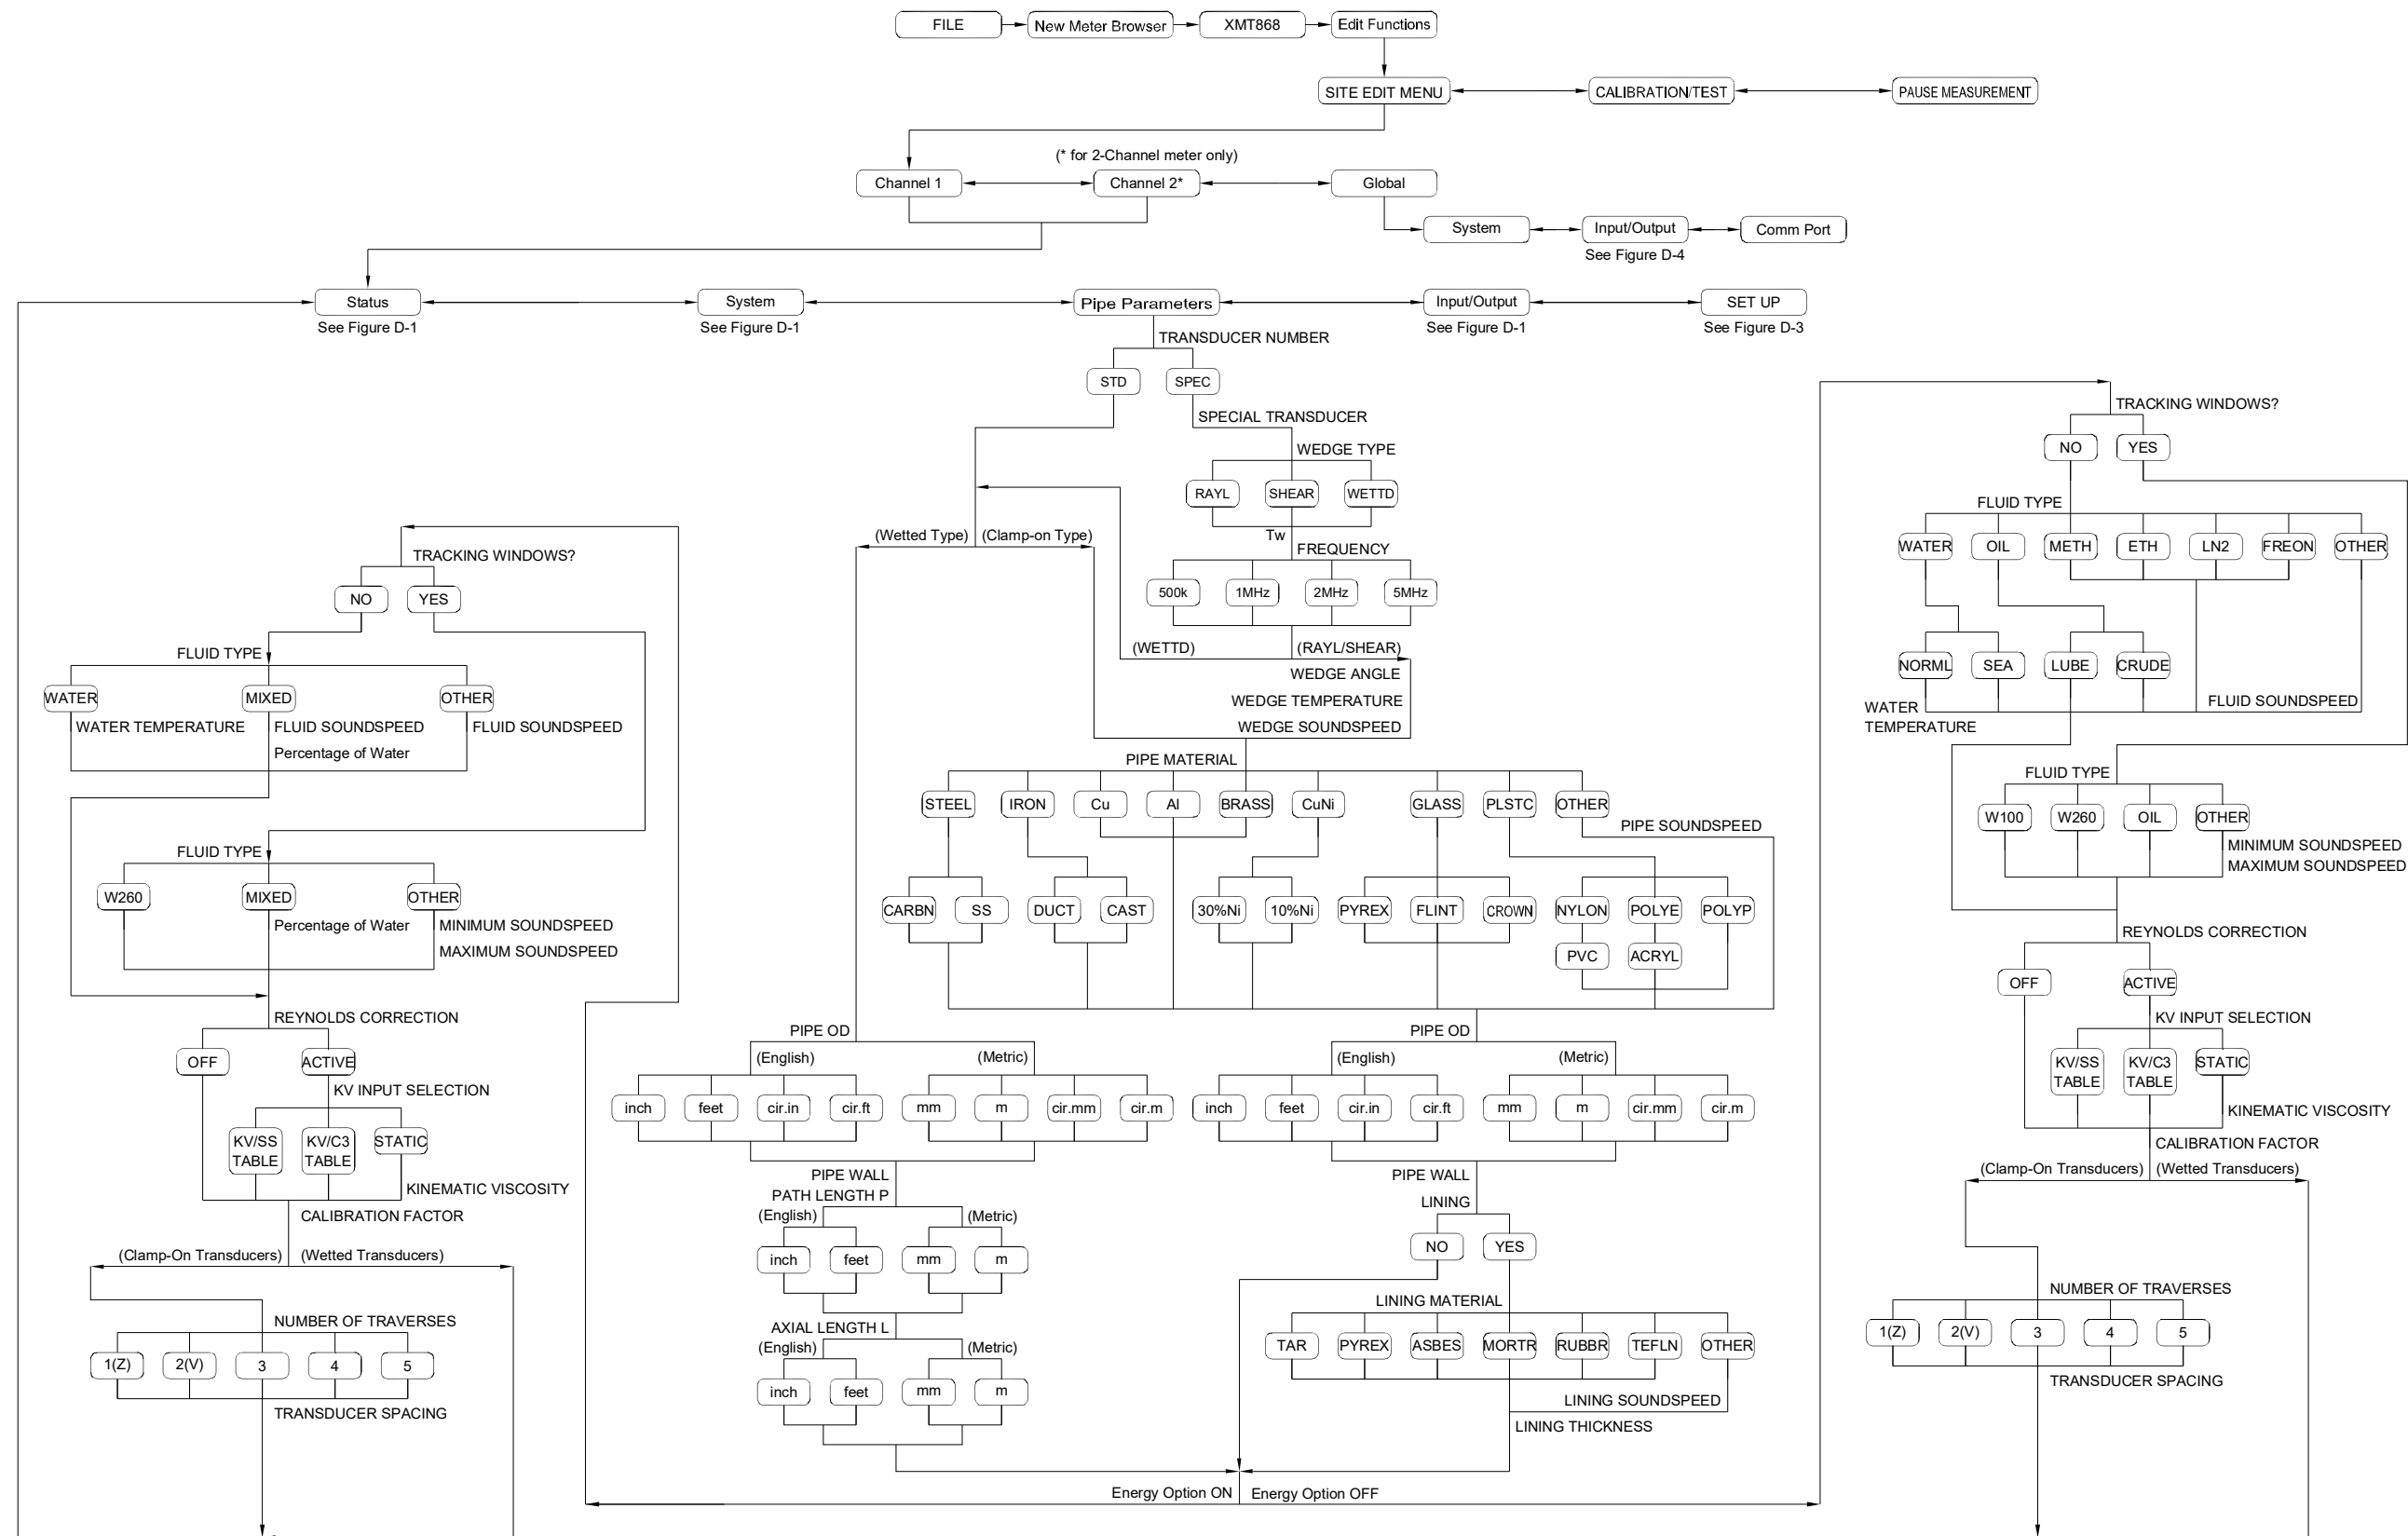 FILE
New Meter Browser
XMT868
Edit Functions
SITE EDIT MENU
CALIBRATION/TEST
PAUSE MEASUREMENT
(* for 2-Channel meter only)
Channel 1
Channel 2*
Global
System
Input/Output
Comm Port
See Figure D-4
Status
System
Pipe Parameters
Input/Output
SET UP
See Figure D-1
See Figure D-1
See Figure D-1
See Figure D-3
TRANSDUCER NUMBER
STD
SPEC
SPECIAL TRANSDUCER
WEDGE TYPE
RAYL
SHEAR
WETTD
(Wetted Type)
(Clamp-on Type)
Tw
FREQUENCY
500k
1MHz
2MHz
5MHz
(WETTD)
(RAYL/SHEAR)
WEDGE ANGLE
WEDGE TEMPERATURE
WEDGE SOUNDSPEED
PIPE MATERIAL
STEEL
IRON
Cu
Al
BRASS
CuNi
GLASS
PLSTC
OTHER
PIPE SOUNDSPEED
CARBN
SS
DUCT
CAST
30%Ni
10%Ni
PYREX
FLINT
CROWN
NYLON
POLYE
POLYP
PVC
ACRYL
PIPE OD
(English)
(Metric)
inch
feet
cir.in
cir.ft
mm
m
cir.mm
cir.m
PIPE WALL
PATH LENGTH P
(English)
(Metric)
inch
feet
mm
m
AXIAL LENGTH L
(English)
(Metric)
inch
feet
mm
m
PIPE OD
(English)
(Metric)
inch
feet
cir.in
cir.ft
mm
m
cir.mm
cir.m
PIPE WALL
LINING
NO
YES
LINING MATERIAL
TAR
PYREX
ASBES
MORTR
RUBBR
TEFLN
OTHER
LINING SOUNDSPEED
LINING THICKNESS
Energy Option ON
Energy Option OFF
TRACKING WINDOWS?
NO
YES
FLUID TYPE
WATER
MIXED
OTHER
WATER TEMPERATURE
FLUID SOUNDSPEED
FLUID SOUNDSPEED
Percentage of Water
FLUID TYPE
W260
MIXED
OTHER
Percentage of Water
MINIMUM SOUNDSPEED
MAXIMUM SOUNDSPEED
REYNOLDS CORRECTION
OFF
ACTIVE
KV INPUT SELECTION
KV/SS
TABLE
KV/C3
TABLE
STATIC
KINEMATIC VISCOSITY
CALIBRATION FACTOR
(Clamp-On Transducers)
(Wetted Transducers)
NUMBER OF TRAVERSES
1(Z)
2(V)
3
4
5
TRANSDUCER SPACING
TRACKING WINDOWS?
NO
YES
FLUID TYPE
WATER
OIL
METH
ETH
LN2
FREON
OTHER
NORML
SEA
LUBE
CRUDE
WATER
TEMPERATURE
FLUID SOUNDSPEED
FLUID TYPE
W100
W260
OIL
OTHER
MINIMUM SOUNDSPEED
MAXIMUM SOUNDSPEED
REYNOLDS CORRECTION
OFF
ACTIVE
KV INPUT SELECTION
KV/SS
TABLE
KV/C3
TABLE
STATIC
KINEMATIC VISCOSITY
CALIBRATION FACTOR
(Clamp-On Transducers)
(Wetted Transducers)
NUMBER OF TRAVERSES
1(Z)
2(V)
3
4
5
TRANSDUCER SPACING